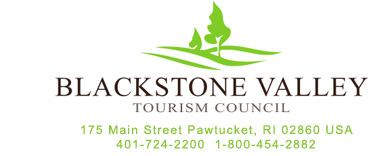 BLACKSTONE VALLEY
TOURISM COUNCIL
175 Main Street Pawtucket, RI 02860 USA
401-724-2200 1-800-454-2882